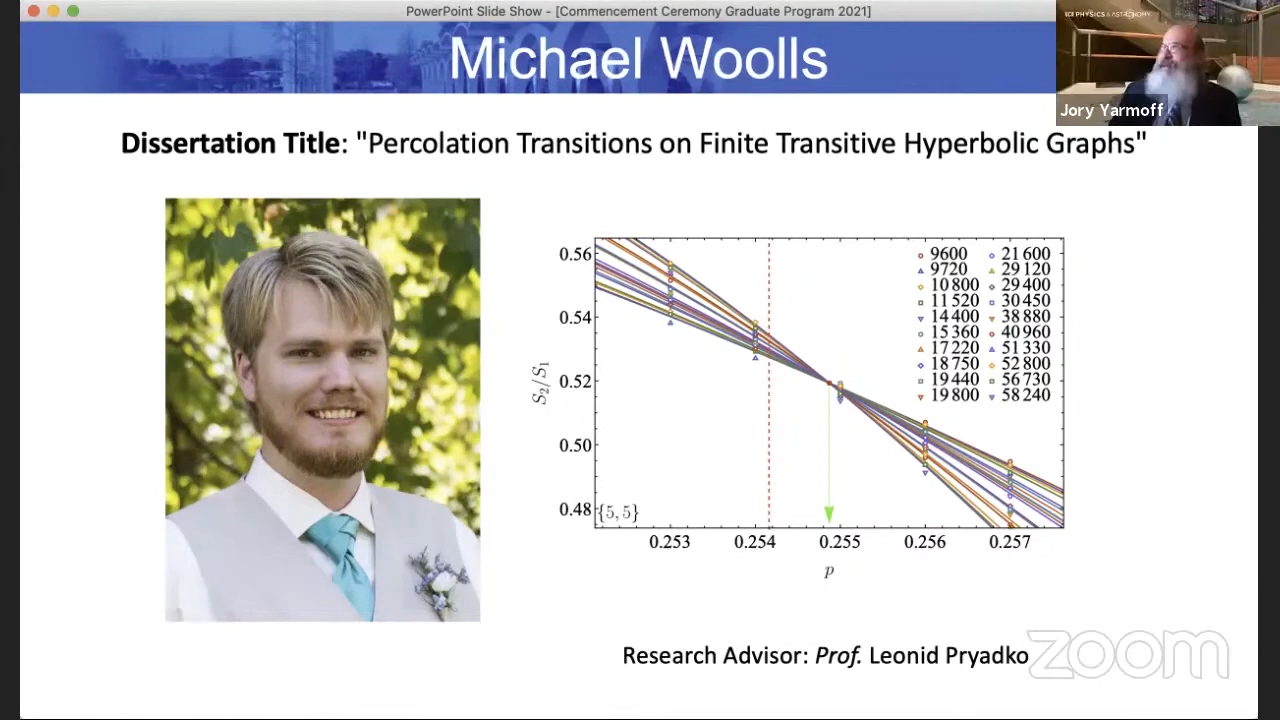 PowerPoint Slide Show - [Commencement Ceremony Graduate Program 2021]
Michael Woolls
PHYSICS & ASTRONOMY
Jory Yarmoff
Dissertation Title: "Percolation Transitions on Finite Transitive Hyperbolic Graphs"
0.56
0.54
0.52
0.50
0.48
S₂/S₁
9600 21 600
9720 29 120
10 800 29 400
11 520 30 450
14 400 38 880
15 360 40 960
17 220 51 330
18 750 52 800
19 440 56 730
19 800 58 240
{5, 5}
0.253 0.254 0.255 0.256 0.257
p
Research Advisor: Prof. Leonid Pryadko
zoom